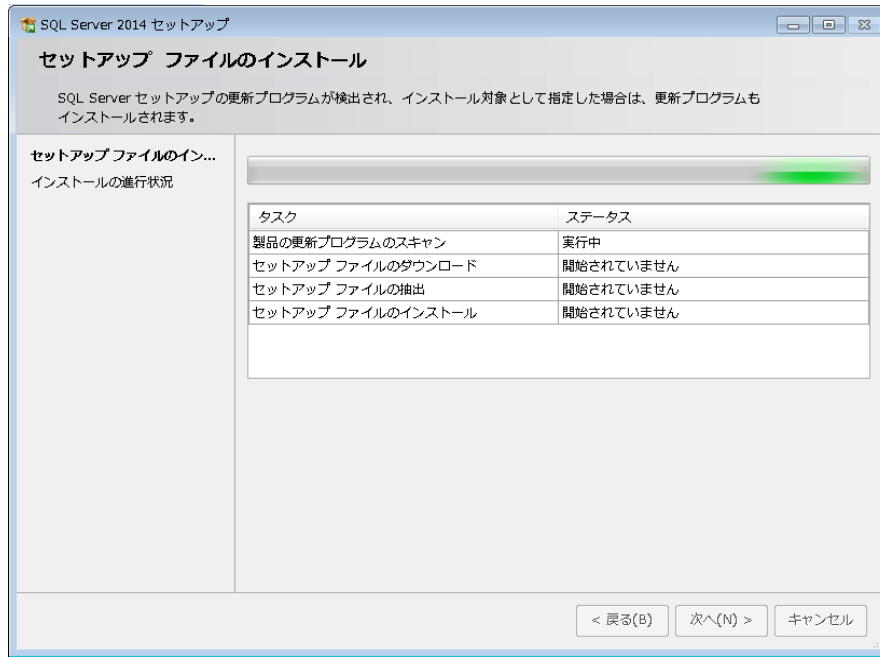 SQL Server 2014 セットアップ
セットアップ ファイルのインストール
SQL Server セットアップの更新プログラムが検出され、インストール対象として指定した場合は、更新プログラムも
インストールされます。
セットアップ ファイルのイン...
インストールの進行状況
タスク ステータス
製品の更新プログラムのスキャン 実行中
セットアップ ファイルのダウンロード 開始されていません
セットアップ ファイルの抽出 開始されていません
セットアップ ファイルのインストール 開始されていません
< 戻る(B) 次へ(N) > キャンセル